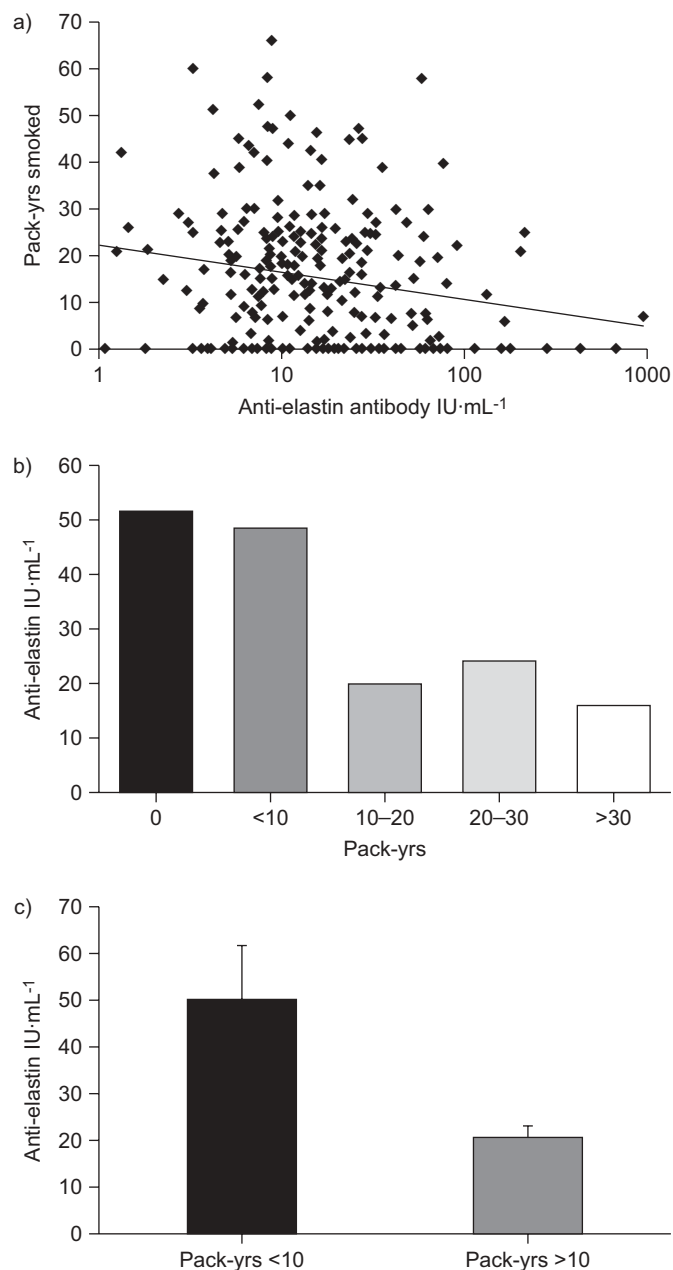 a)
70
60
50
40
30
20
10
0
Pack-yrs smoked
1 10 100 1000
Anti-elastin antibody IU·mL⁻¹
b)
60
50
40
30
20
10
0
Anti-elastin IU·mL⁻¹
0 <10 10–20 20–30 >30
Pack-yrs
c)
70
60
50
40
30
20
10
0
Anti-elastin IU·mL⁻¹
Pack-yrs <10 Pack-yrs >10